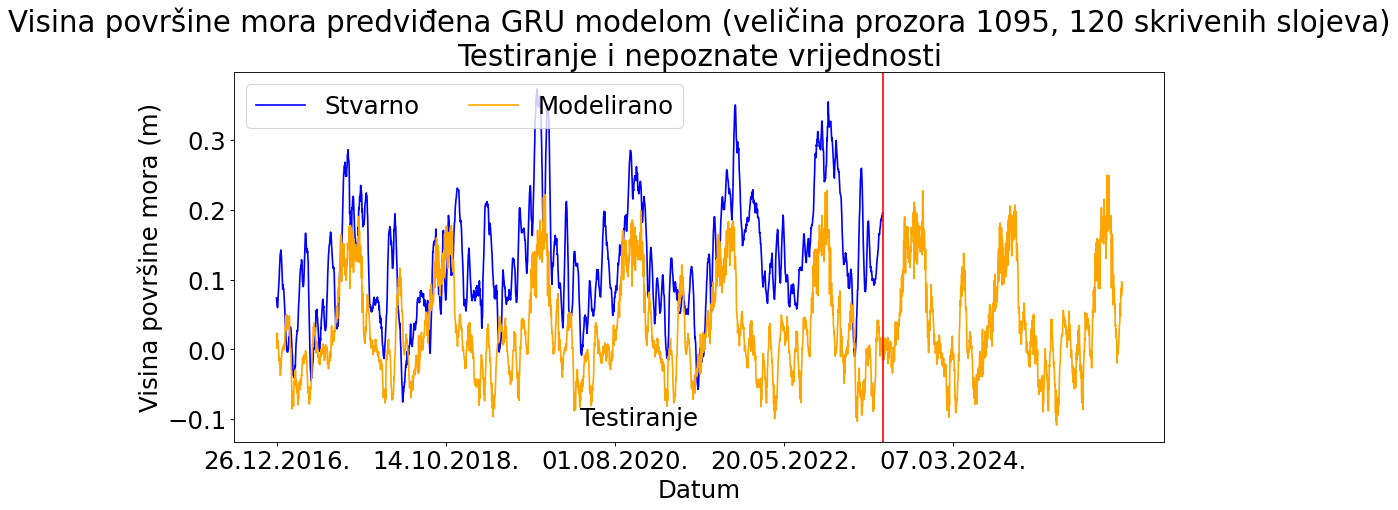 Visina površine mora predviđena GRU modelom (veličina prozora 1095, 120 skrivenih slojeva)
Testiranje i nepoznate vrijednosti
Stvarno
Modelirano
Visina površine mora (m)
0.3
0.2
0.1
0.0
−0.1
Testiranje
26.12.2016.
14.10.2018.
01.08.2020.
20.05.2022.
07.03.2024.
Datum